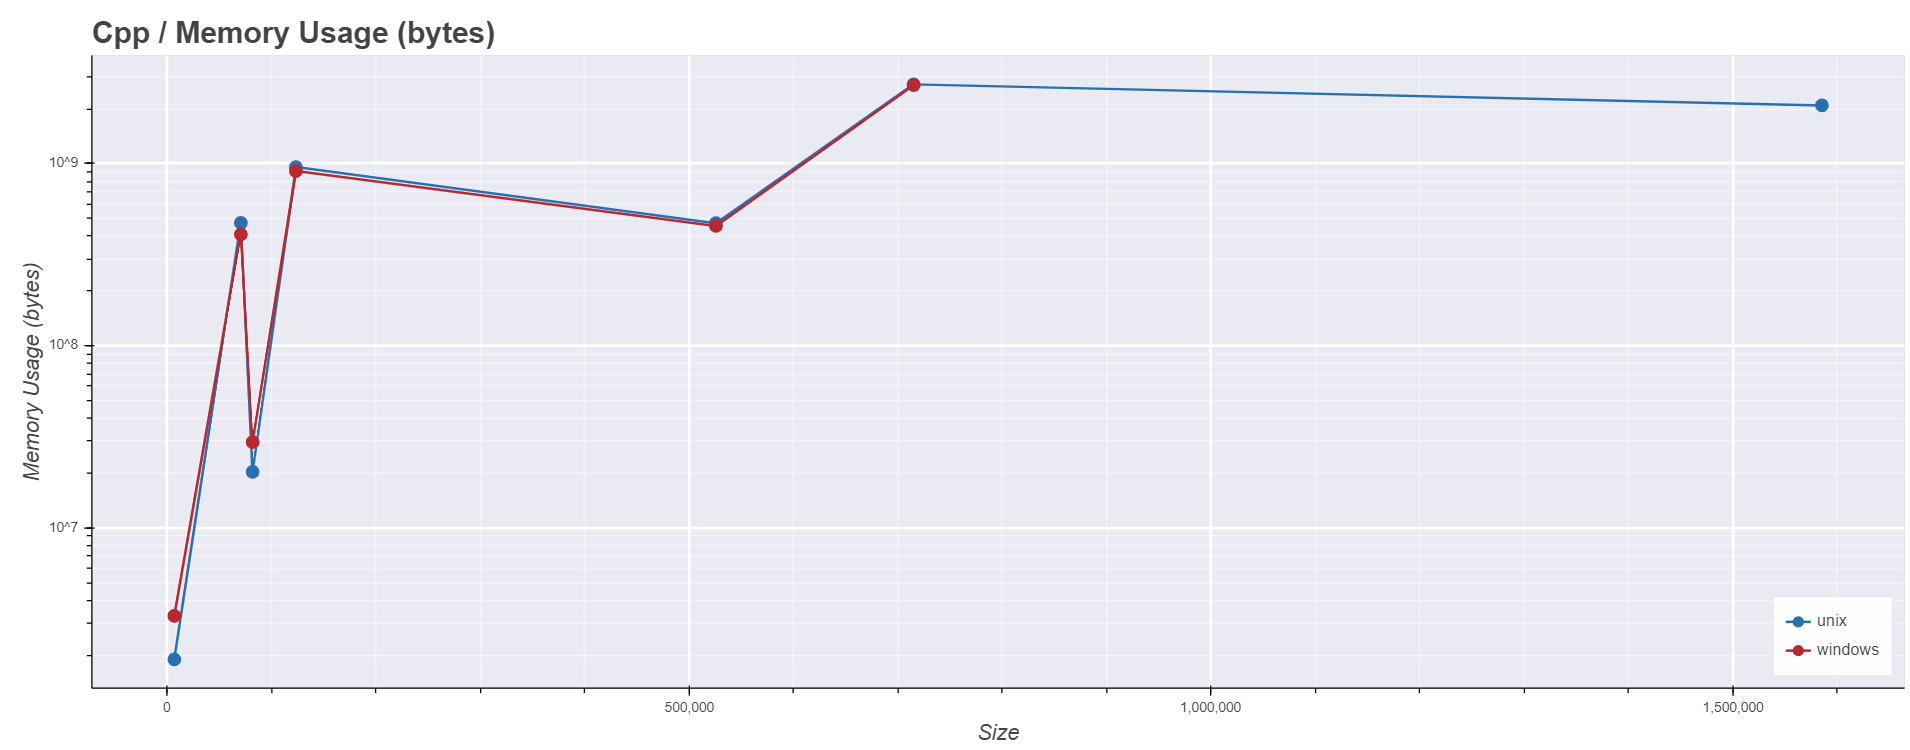 Cpp / Memory Usage (bytes)
Memory Usage (bytes)
10^9
10^8
10^7
0
500,000
1,000,000
1,500,000
Size
unix
windows